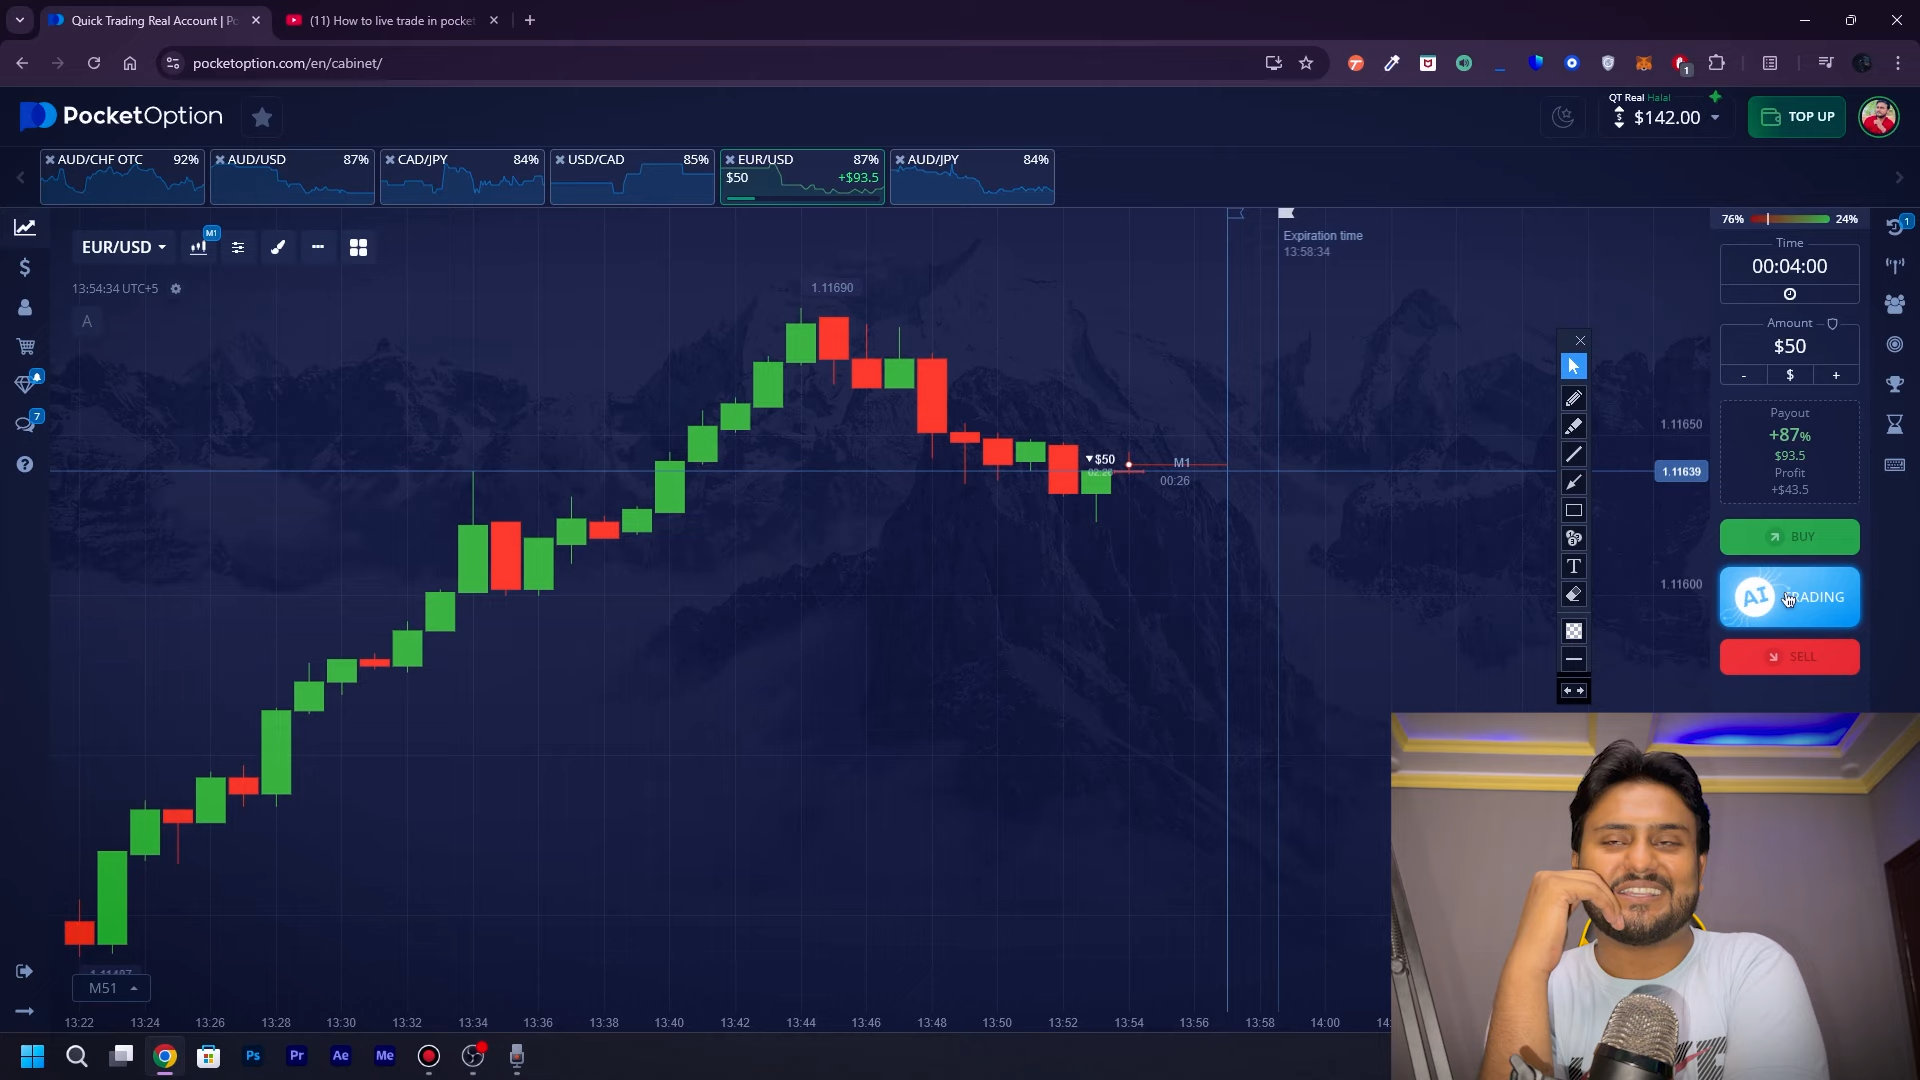 Quick Trading Real Account | Po
(11) How to live trade in pocket
pocketoption.com/en/cabinet/
1
PocketOption
QT Real Halal
$142.00
TOP UP
AUD/CHF OTC 92%
AUD/USD 87%
CAD/JPY 84%
USD/CAD 85%
EUR/USD 87%
$50 +$93.5
AUD/JPY 84%
76% 24%
1
EUR/USD
M1
Expiration time
13:58:34
13:54:34 UTC+5
A
1.11690
Time
00:04:00
Amount
$50
- $ +
Payout
+87%
$93.5
Profit
+$43.5
1.11650
$50
M1
00:26
1.11639
BUY
1.11600
AI TRADING
SELL
T
7
M51
13:22 13:24 13:26 13:28 13:30 13:32 13:34 13:36 13:38 13:40 13:42 13:44 13:46 13:48 13:50 13:52 13:54 13:56 13:58 14:00
Ps Pr Ae Me